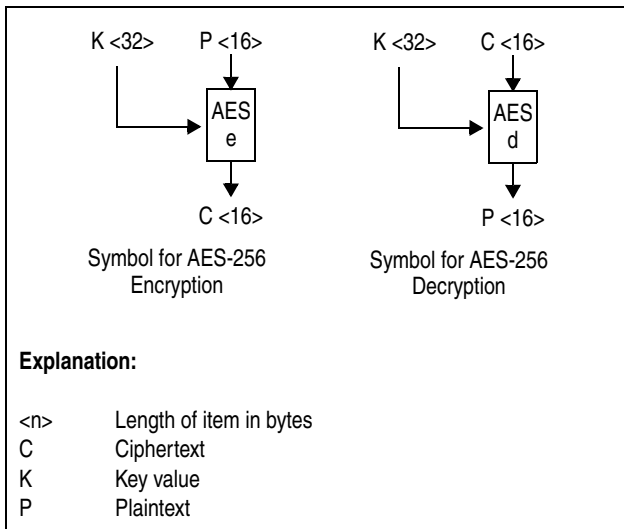 K <32> P <16> K <32> C <16>
AES AES
e d
C <16> P <16>
Symbol for AES-256 Symbol for AES-256
Encryption Decryption
Explanation:
<n> Length of item in bytes
C Ciphertext
K Key value
P Plaintext